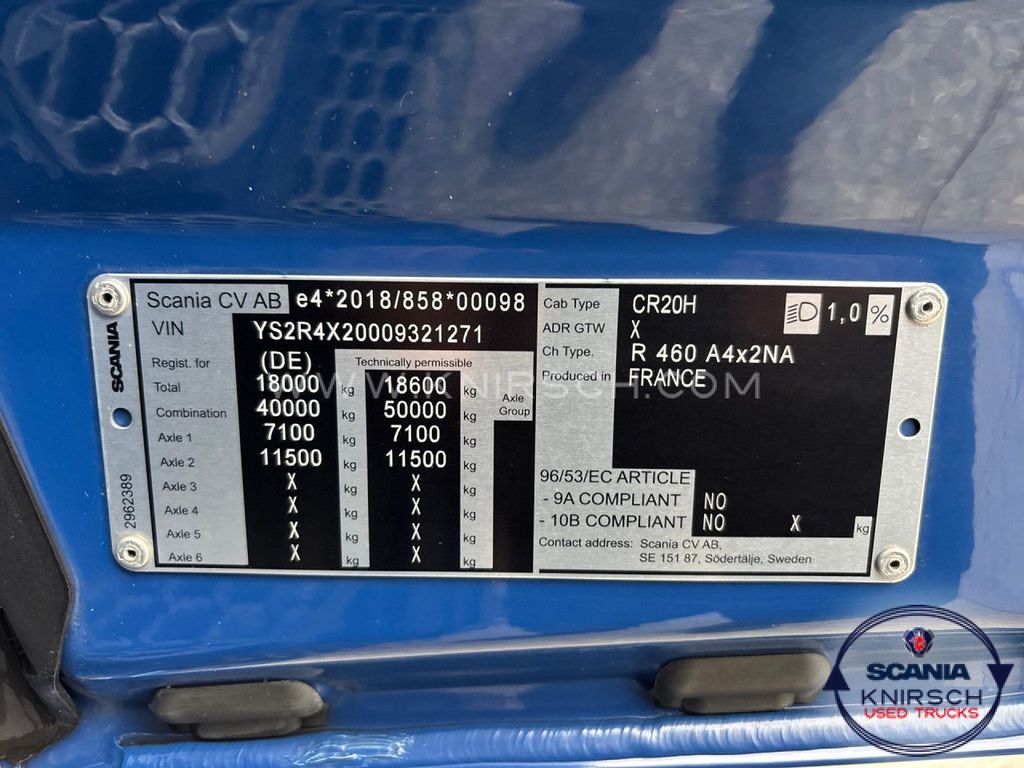 SCANIA
2962389
Scania CV AB e4*2018/858*00098
VIN YS2R4X20009321271
Regist. for (DE) Technically permissible
Total 18000 kg 18600 kg Axle Group
Combination 40000 kg 50000 kg
Axle 1 7100 kg 7100 kg
Axle 2 11500 kg 11500 kg
Axle 3 X kg X kg
Axle 4 X kg X kg
Axle 5 X kg X kg
Axle 6 X kg X kg
Cab Type CR20H 1,0 %
ADR GTW X
Ch Type. R 460 A4x2NA
Produced in FRANCE
96/53/EC ARTICLE
- 9A COMPLIANT NO
- 10B COMPLIANT NO X kg
Contact address: Scania CV AB,
SE 151 87, Södertälje, Sweden
WWW.KNIRSCH.COM
SCANIA
KNIRSCH
USED TRUCKS